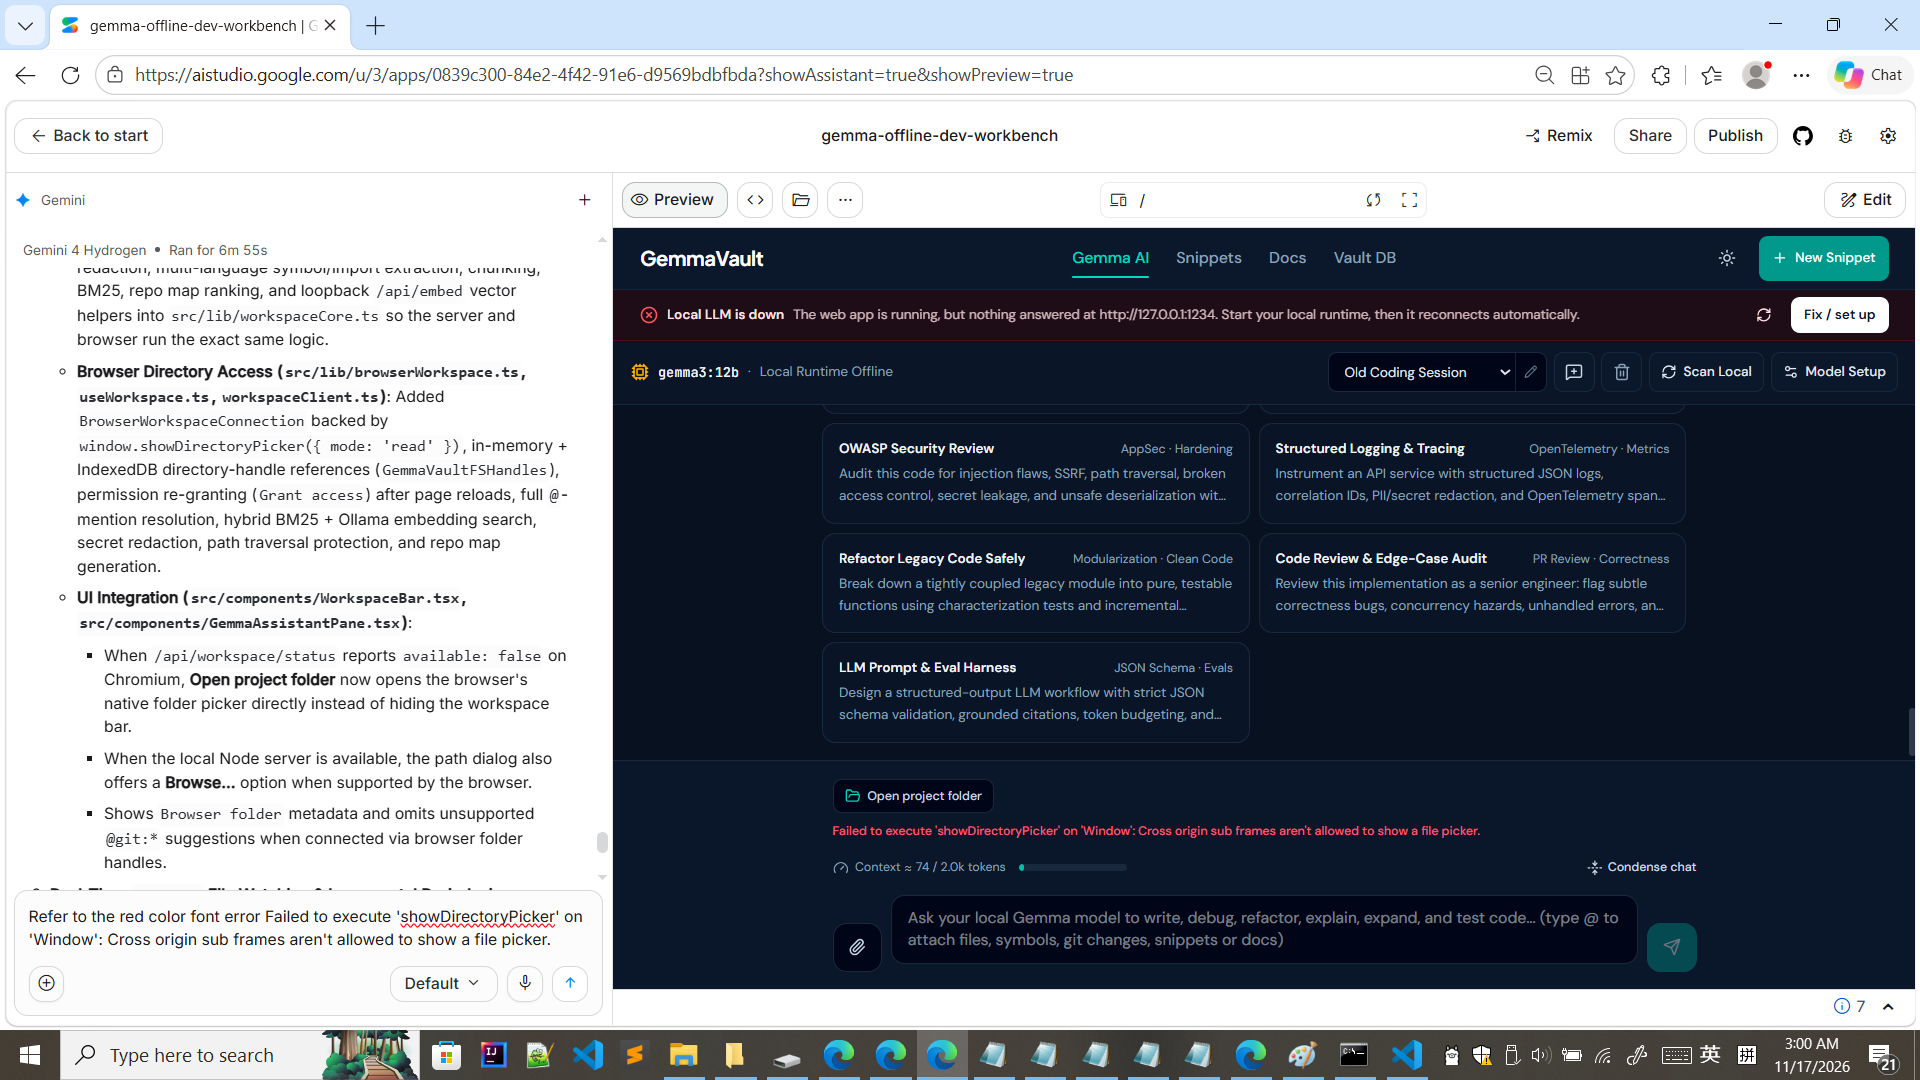 gemma-offline-dev-workbench | G
https://aistudio.google.com/u/3/apps/0839c300-84e2-4f42-91e6-d9569bdbfbda?showAssistant=true&showPreview=true
Chat
Back to start
gemma-offline-dev-workbench
Remix
Share
Publish
Gemini
Preview
/
Edit
Gemini 4 Hydrogen • Ran for 6m 55s
redaction, multi-language symbol/import extraction, chunking,
BM25, repo map ranking, and loopback /api/embed vector
helpers into src/lib/workspaceCore.ts so the server and
browser run the exact same logic.
Browser Directory Access (src/lib/browserWorkspace.ts,
useWorkspace.ts, workspaceClient.ts): Added
BrowserWorkspaceConnection backed by
window.showDirectoryPicker({ mode: 'read' }), in-memory +
IndexedDB directory-handle references (GemmaVaultFSHandles),
permission re-granting (Grant access) after page reloads, full @-
mention resolution, hybrid BM25 + Ollama embedding search,
secret redaction, path traversal protection, and repo map
generation.
UI Integration (src/components/WorkspaceBar.tsx,
src/components/GemmaAssistantPane.tsx):
When /api/workspace/status reports available: false on
Chromium, Open project folder now opens the browser's
native folder picker directly instead of hiding the workspace
bar.
When the local Node server is available, the path dialog also
offers a Browse... option when supported by the browser.
Shows Browser folder metadata and omits unsupported
@git:* suggestions when connected via browser folder
handles.
Refer to the red color font error Failed to execute 'showDirectoryPicker' on
'Window': Cross origin sub frames aren't allowed to show a file picker.
Default
GemmaVault
Gemma AI
Snippets
Docs
Vault DB
New Snippet
Local LLM is down The web app is running, but nothing answered at http://127.0.0.1:1234. Start your local runtime, then it reconnects automatically.
Fix / set up
gemma3:12b · Local Runtime Offline
Old Coding Session
Scan Local
Model Setup
OWASP Security Review AppSec · Hardening
Audit this code for injection flaws, SSRF, path traversal, broken
access control, secret leakage, and unsafe deserialization wit...
Structured Logging & Tracing OpenTelemetry · Metrics
Instrument an API service with structured JSON logs,
correlation IDs, PII/secret redaction, and OpenTelemetry span...
Refactor Legacy Code Safely Modularization · Clean Code
Break down a tightly coupled legacy module into pure, testable
functions using characterization tests and incremental...
Code Review & Edge-Case Audit PR Review · Correctness
Review this implementation as a senior engineer: flag subtle
correctness bugs, concurrency hazards, unhandled errors, an...
LLM Prompt & Eval Harness JSON Schema · Evals
Design a structured-output LLM workflow with strict JSON
schema validation, grounded citations, token budgeting, and...
Open project folder
Failed to execute 'showDirectoryPicker' on 'Window': Cross origin sub frames aren't allowed to show a file picker.
Context ≈ 74 / 2.0k tokens
Condense chat
Ask your local Gemma model to write, debug, refactor, explain, expand, and test code... (type @ to
attach files, symbols, git changes, snippets or docs)
7
Type here to search
英
拼
3:00 AM
11/17/2026
21